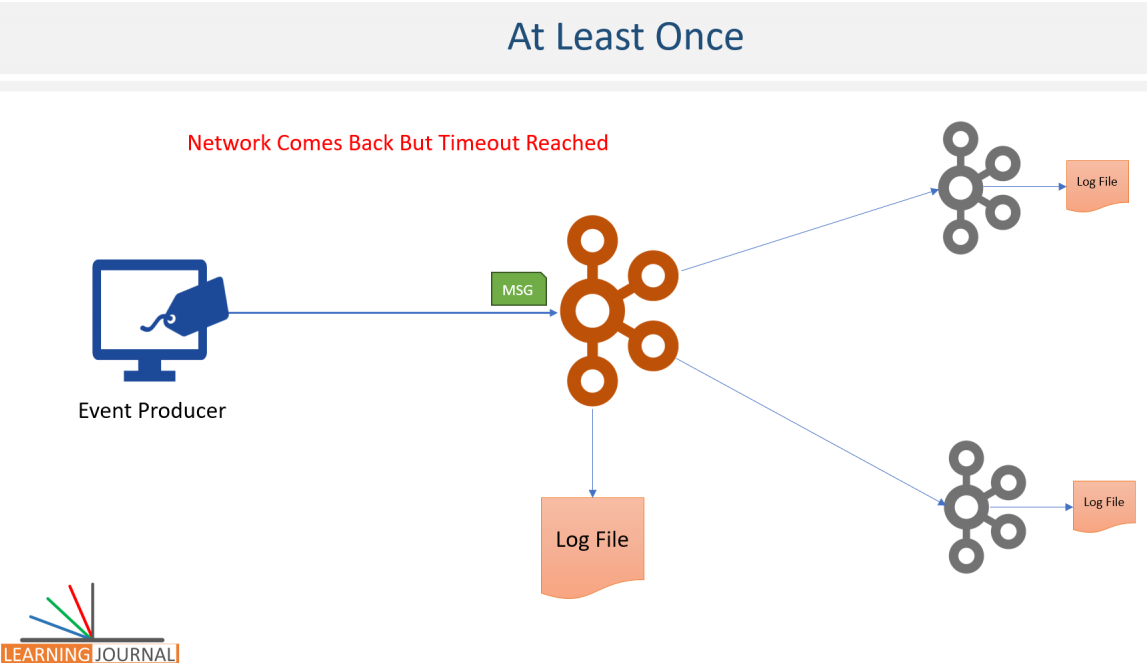 At Least Once
Network Comes Back But Timeout Reached
Log File
MSG
Event Producer
Log File
Log File
LEARNING JOURNAL